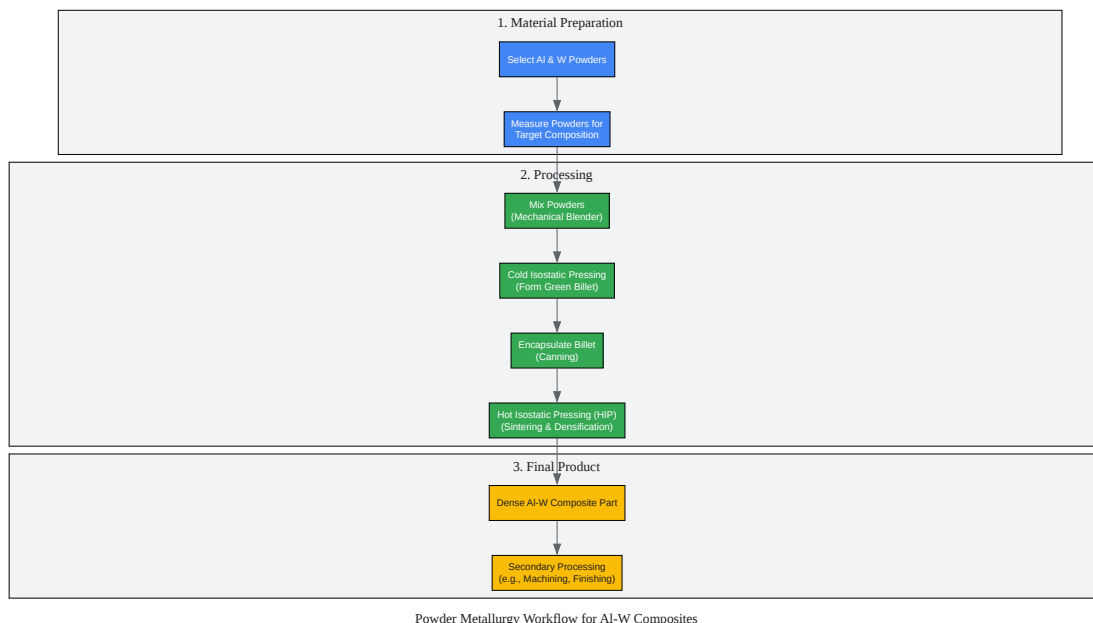 1. Material Preparation
Select Al & W Powders
Measure Powders for
Target Composition
2. Processing
Mix Powders
(Mechanical Blender)
Cold Isostatic Pressing
(Form Green Billet)
Encapsulate Billet
(Canning)
Hot Isostatic Pressing (HIP)
(Sintering & Densification)
3. Final Product
Dense Al-W Composite Part
Secondary Processing
(e.g., Machining, Finishing)
Powder Metallurgy Workflow for Al-W Composites